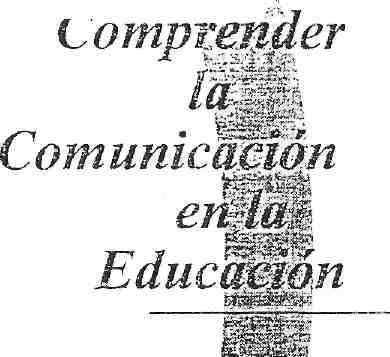 Comprender
la
Comunicación
en la
Educación